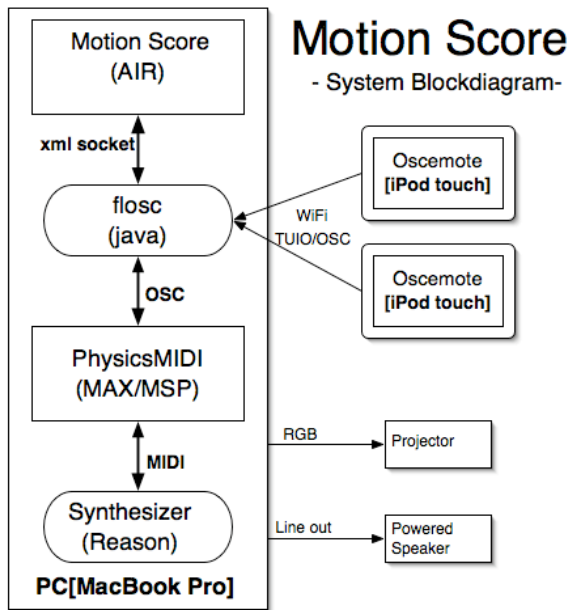 Motion Score
- System Blockdiagram-
Motion Score
(AIR)
xml socket
flosc
(java)
OSC
PhysicsMIDI
(MAX/MSP)
MIDI
Synthesizer
(Reason)
PC[MacBook Pro]
Oscemote
[iPod touch]
WiFi
TUIO/OSC
Oscemote
[iPod touch]
RGB
Projector
Line out
Powered
Speaker